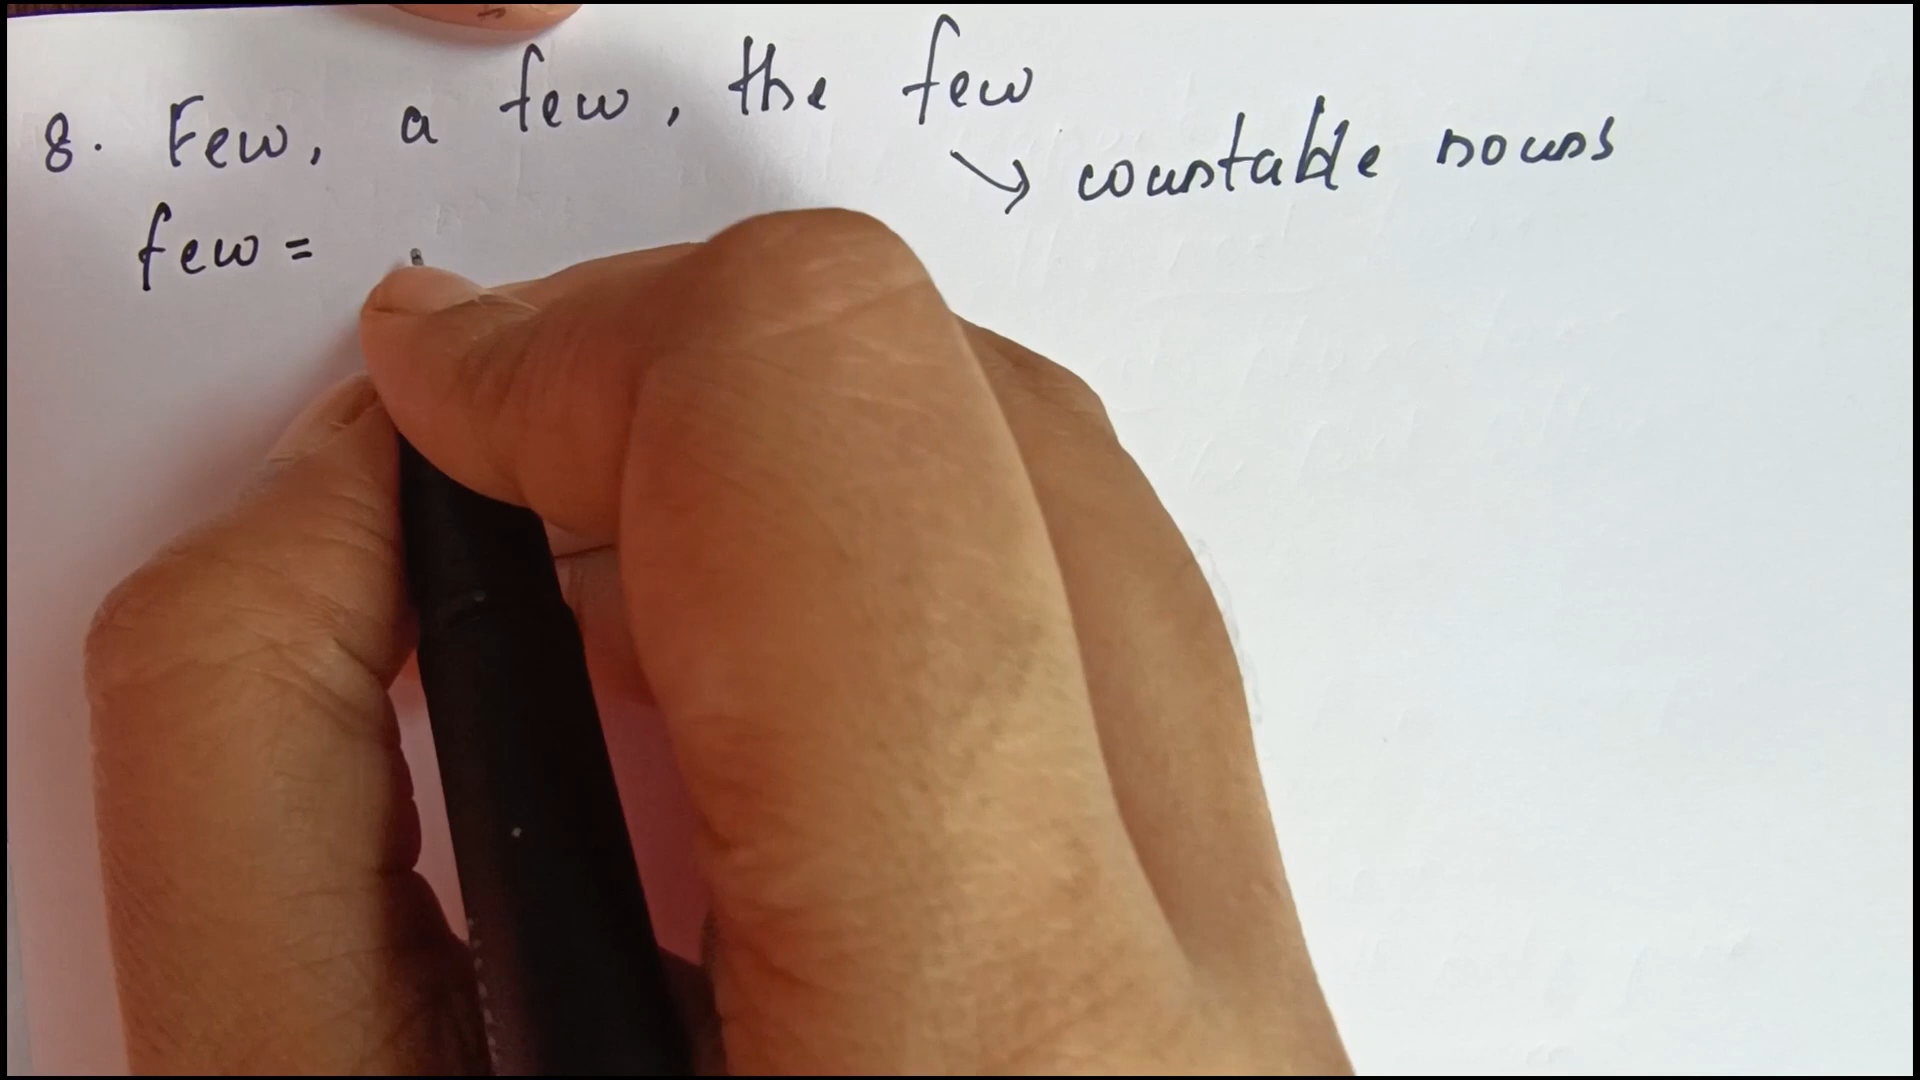 8. Few, a few, the few
↘ countable nouns
few =